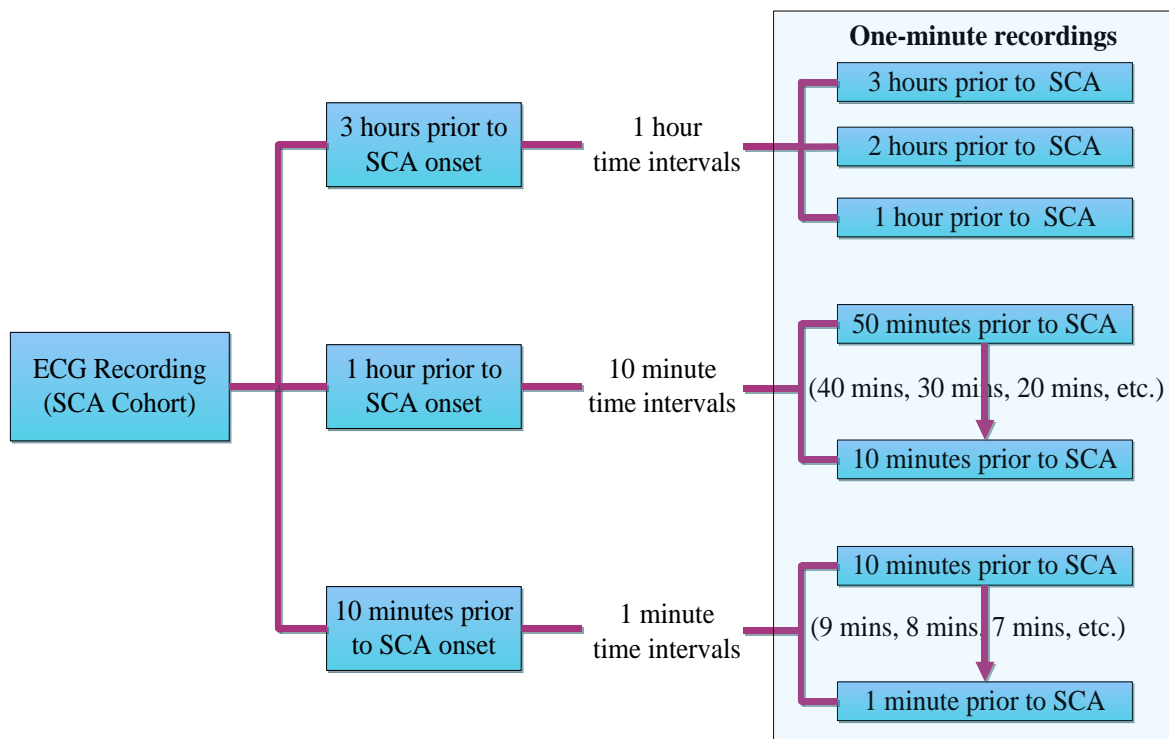 One-minute recordings
ECG Recording
(SCA Cohort)
3 hours prior to
SCA onset
1 hour
time intervals
3 hours prior to SCA
2 hours prior to SCA
1 hour prior to SCA
1 hour prior to
SCA onset
10 minute
time intervals
50 minutes prior to SCA
(40 mins, 30 mins, 20 mins, etc.)
10 minutes prior to SCA
10 minutes prior
to SCA onset
1 minute
time intervals
10 minutes prior to SCA
(9 mins, 8 mins, 7 mins, etc.)
1 minute prior to SCA